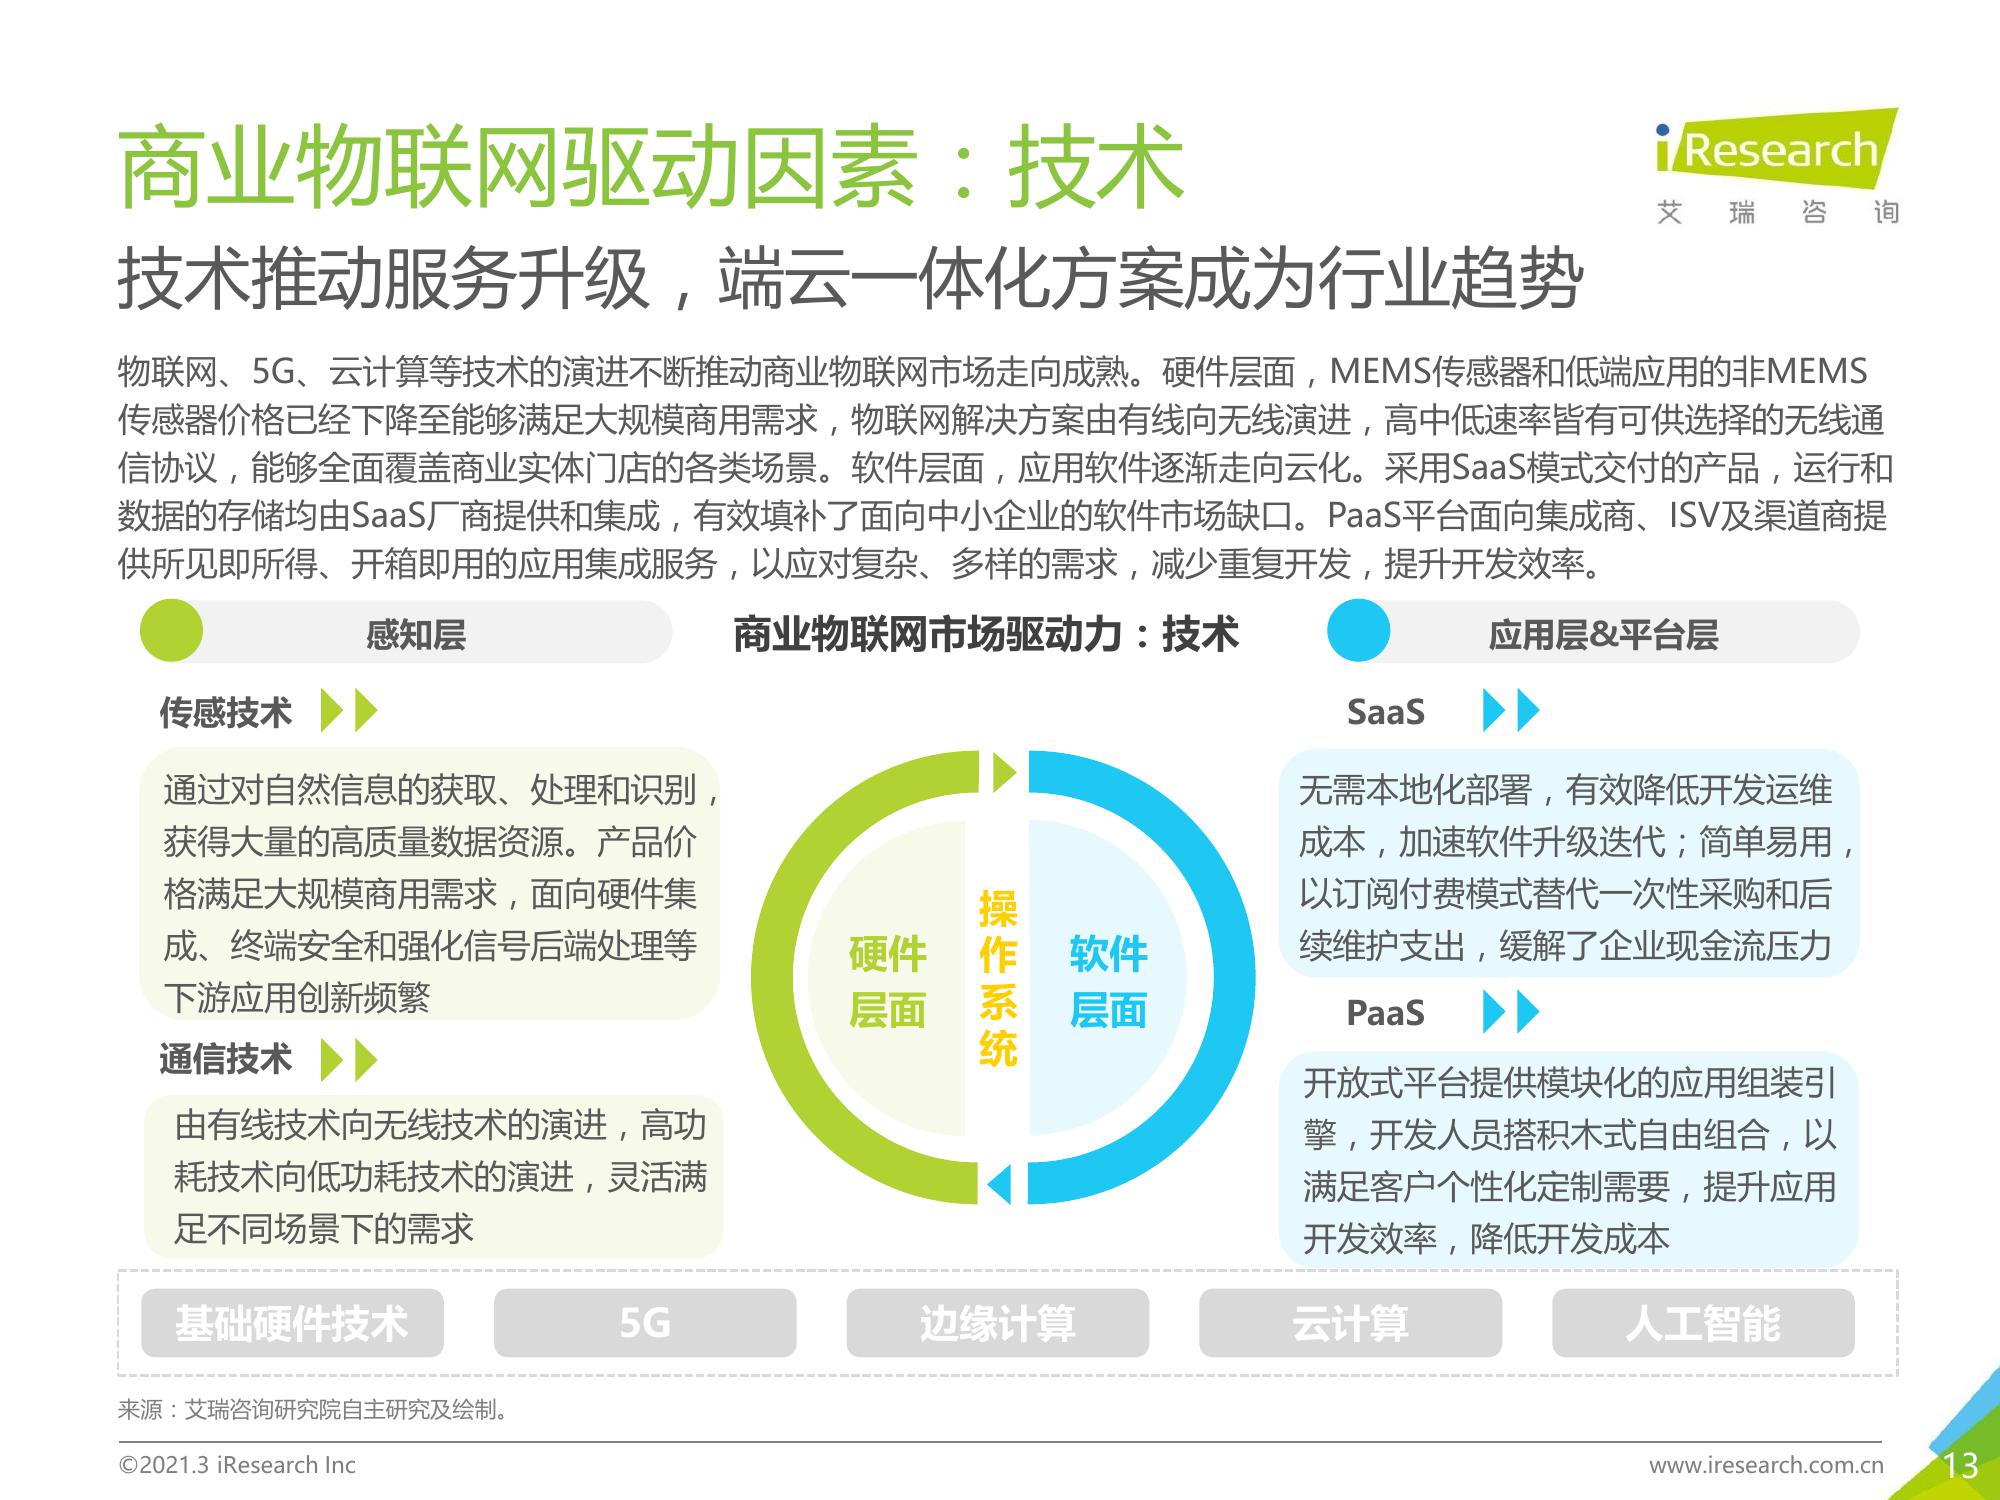 商业物联网驱动因素：技术
iResearch
艾瑞咨询
技术推动服务升级，端云一体化方案成为行业趋势
物联网、5G、云计算等技术的演进不断推动商业物联网市场走向成熟。硬件层面，MEMS传感器和低端应用的非MEMS
传感器价格已经下降至能够满足大规模商用需求，物联网解决方案由有线向无线演进，高中低速率皆有可供选择的无线通
信协议，能够全面覆盖商业实体门店的各类场景。软件层面，应用软件逐渐走向云化。采用SaaS模式交付的产品，运行和
数据的存储均由SaaS厂商提供和集成，有效填补了面向中小企业的软件市场缺口。PaaS平台面向集成商、ISV及渠道商提
供所见即所得、开箱即用的应用集成服务，以应对复杂、多样的需求，减少重复开发，提升开发效率。
感知层
商业物联网市场驱动力：技术
应用层&平台层
传感技术
通过对自然信息的获取、处理和识别，
获得大量的高质量数据资源。产品价
格满足大规模商用需求，面向硬件集
成、终端安全和强化信号后端处理等
下游应用创新频繁
通信技术
由有线技术向无线技术的演进，高功
耗技术向低功耗技术的演进，灵活满
足不同场景下的需求
硬件
层面
操
作
系
统
软件
层面
SaaS
无需本地化部署，有效降低开发运维
成本，加速软件升级迭代；简单易用，
以订阅付费模式替代一次性采购和后
续维护支出，缓解了企业现金流压力
PaaS
开放式平台提供模块化的应用组装引
擎，开发人员搭积木式自由组合，以
满足客户个性化定制需要，提升应用
开发效率，降低开发成本
基础硬件技术
5G
边缘计算
云计算
人工智能
来源：艾瑞咨询研究院自主研究及绘制。
©2021.3 iResearch Inc
www.iresearch.com.cn
13